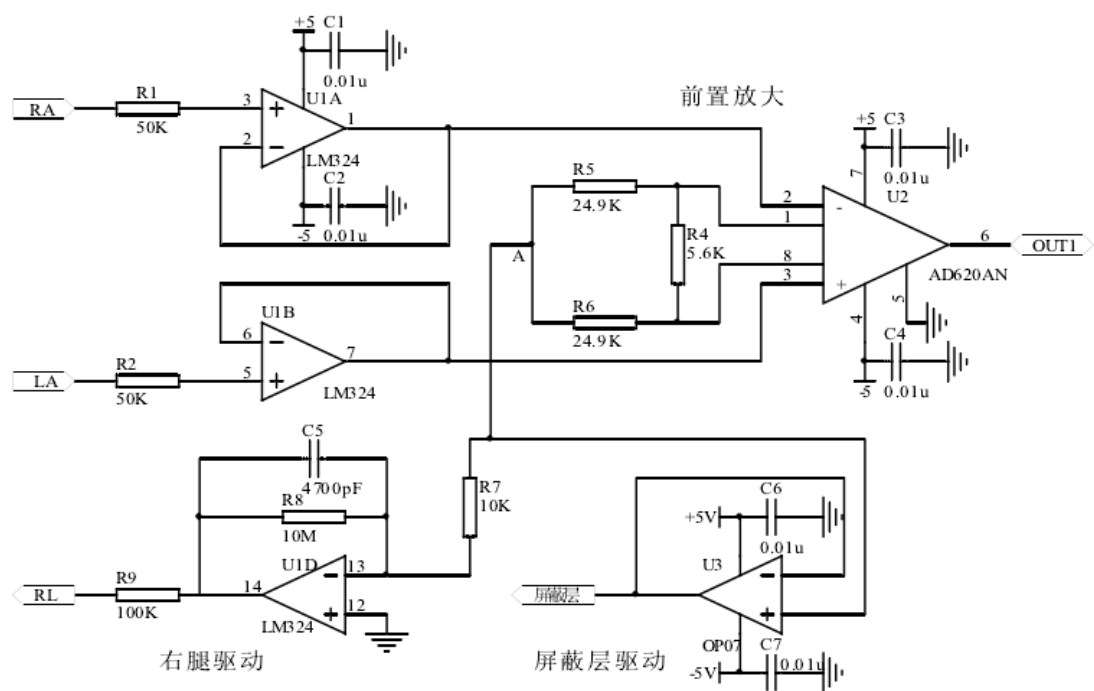 +5
C1
0.01u
RA
R1
50K
3
2
+
-
1
U1A
LM324
C2
0.01u
-5
前置放大
+5
C3
0.01u
7
U2
R5
24.9K
R4
5.6K
A
R6
24.9K
2
1
8
3
-
+
6
OUT1
AD620AN
5
4
C4
0.01u
-5
U1B
6
5
-
+
7
LM324
LA
R2
50K
C5
4700pF
R8
10M
R7
10K
U1D
13
12
-
+
14
LM324
RL
R9
100K
右腿驱动
C6
0.01u
+5V
U3
-
+
屏蔽层
OP07
C7
0.01u
-5V
屏蔽层驱动